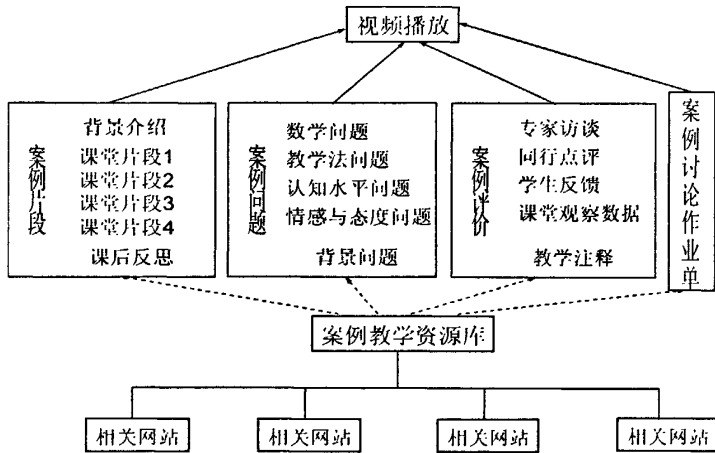 视频播放
案例片段
背景介绍
课堂片段1
课堂片段2
课堂片段3
课堂片段4
课后反思
案例问题
数学问题
教学法问题
认知水平问题
情感与态度问题
背景问题
案例评价
专家访谈
同行点评
学生反馈
课堂观察数据
教学注释
案例讨论作业单
案例教学资源库
相关网站
相关网站
相关网站
相关网站